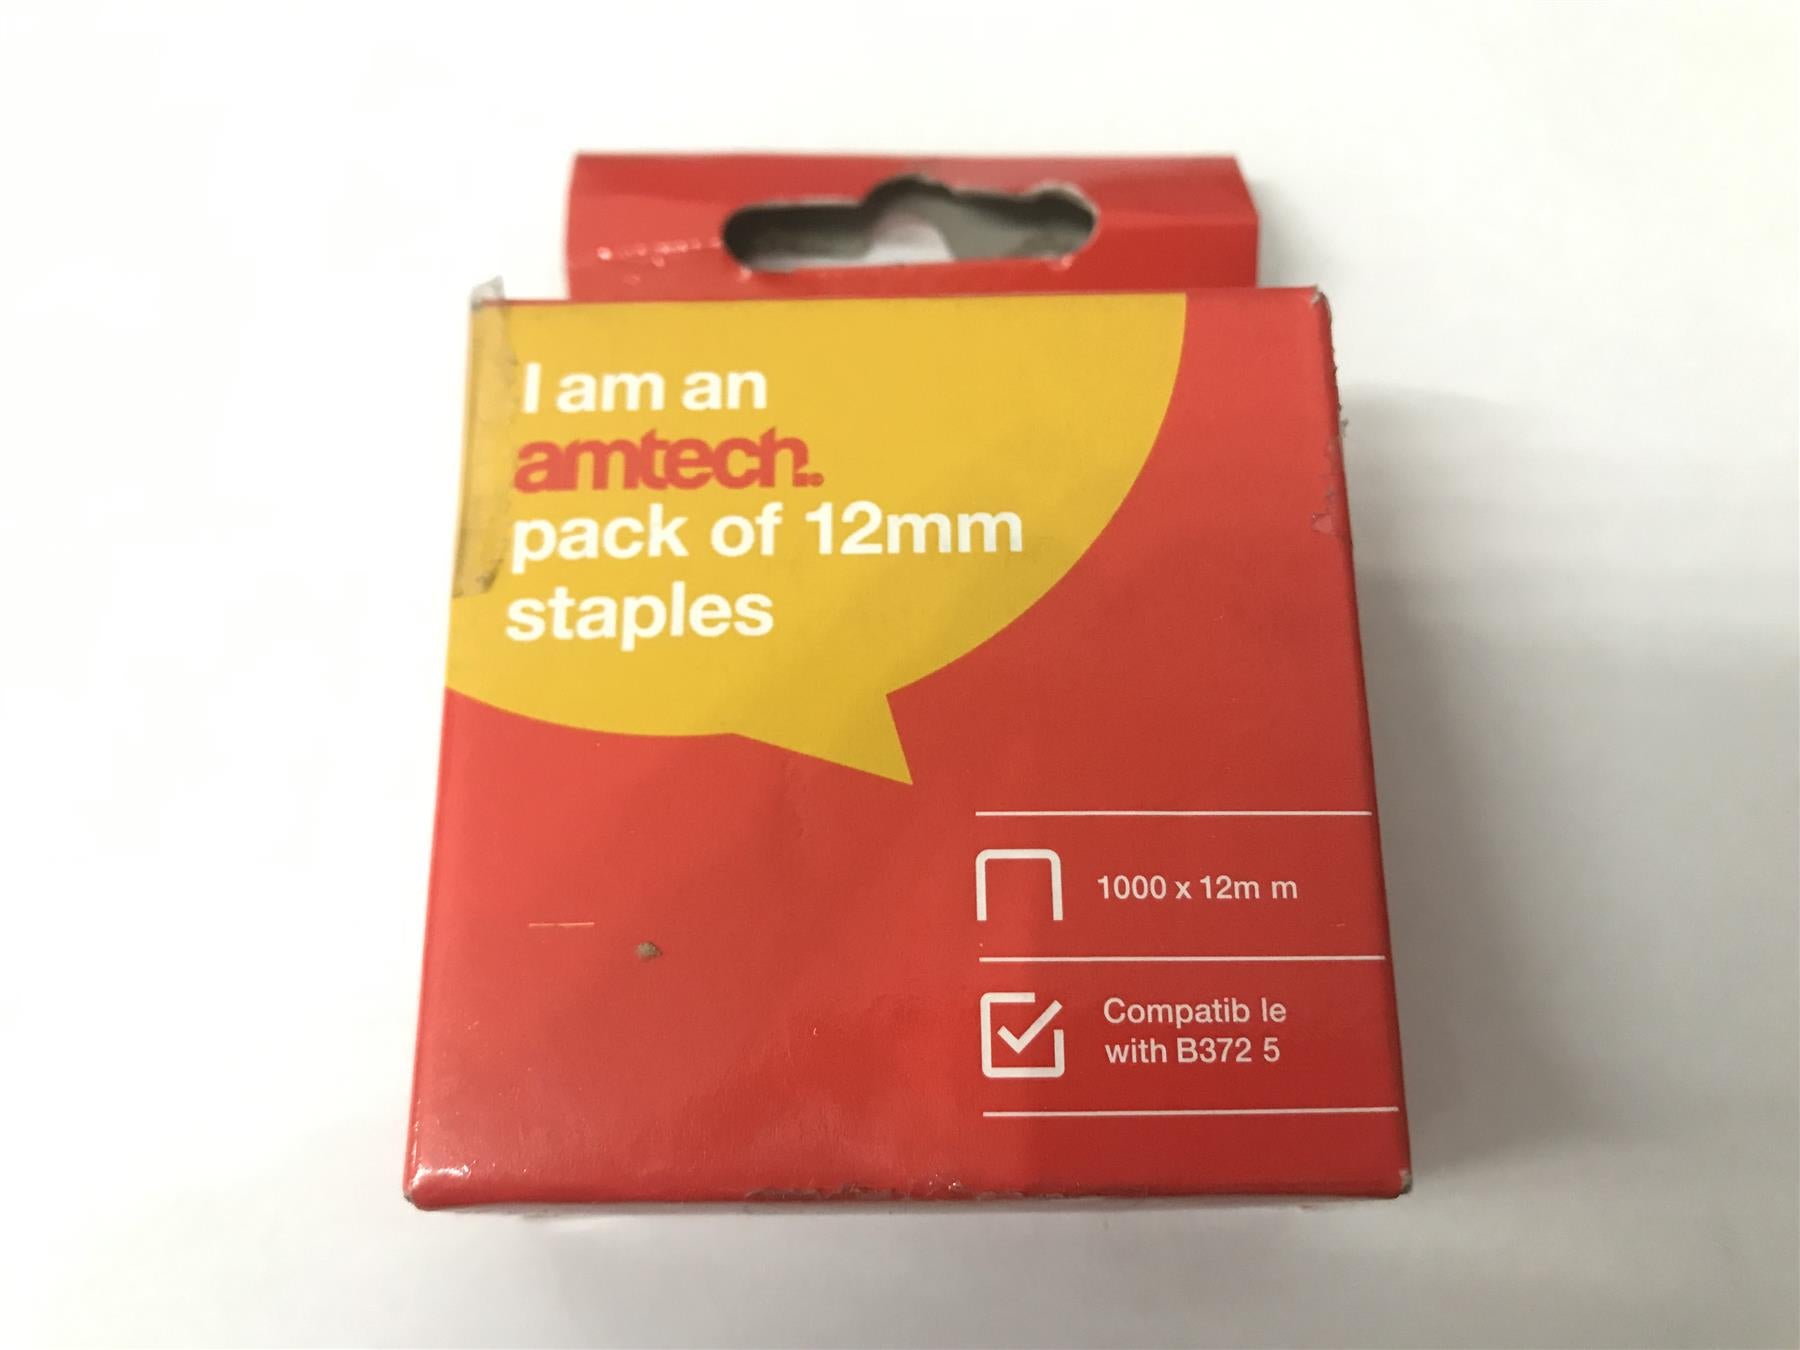 I am an
amtech®
pack of 12mm
staples
1000 x 12m m
Compatib le
with B372 5